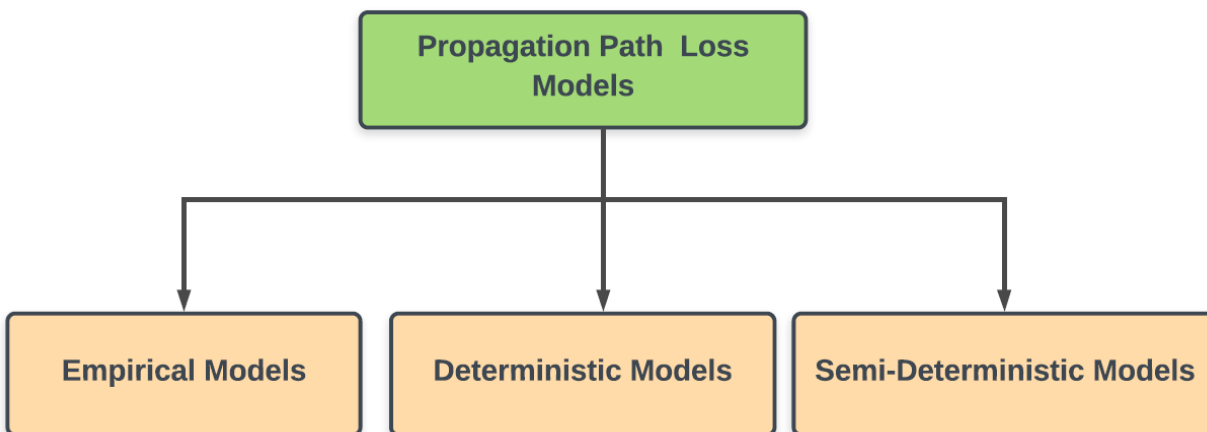 Propagation Path Loss
Models
Empirical Models
Deterministic Models
Semi-Deterministic Models